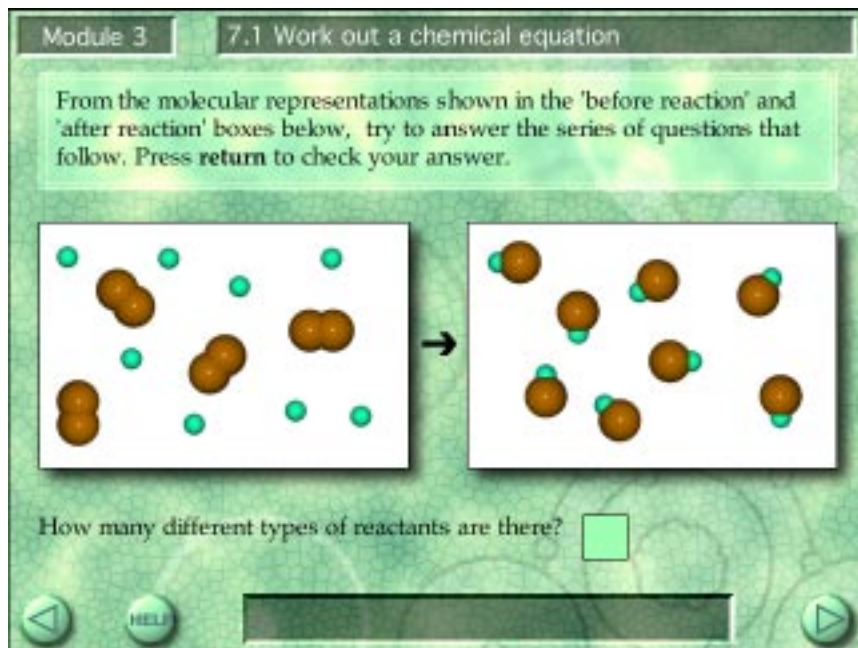 Module 3
7.1 Work out a chemical equation
From the molecular representations shown in the 'before reaction' and
'after reaction' boxes below, try to answer the series of questions that
follow. Press return to check your answer.
How many different types of reactants are there?
HELP